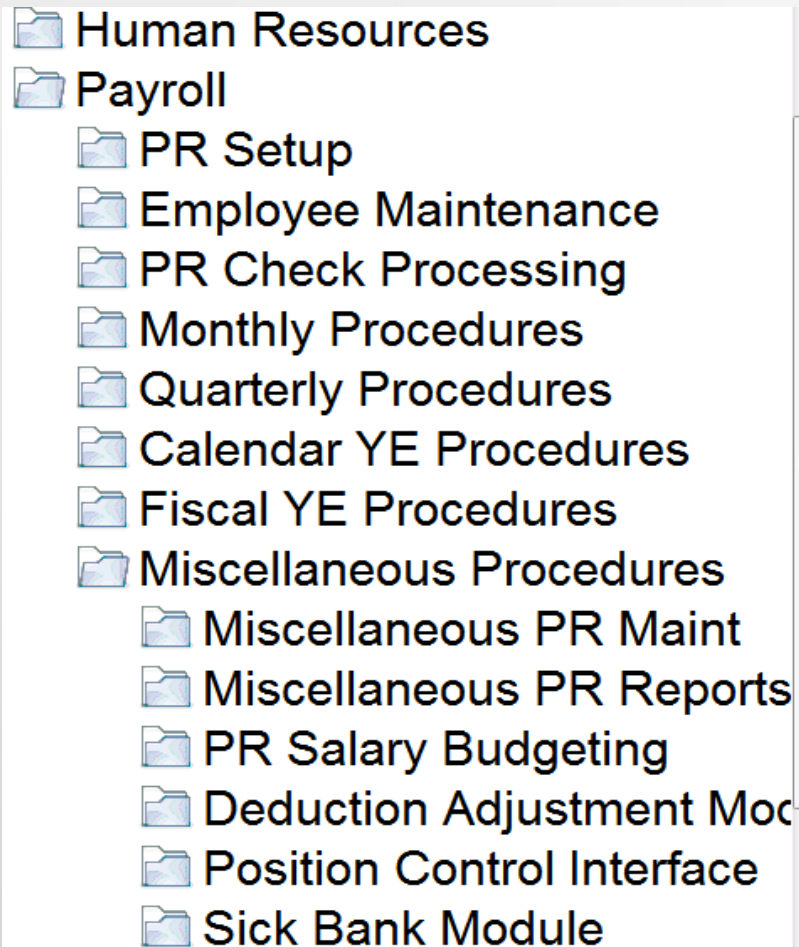 Human Resources
Payroll
PR Setup
Employee Maintenance
PR Check Processing
Monthly Procedures
Quarterly Procedures
Calendar YE Procedures
Fiscal YE Procedures
Miscellaneous Procedures
Miscellaneous PR Maint
Miscellaneous PR Reports
PR Salary Budgeting
Deduction Adjustment
Position Control Interface
Sick Bank Module